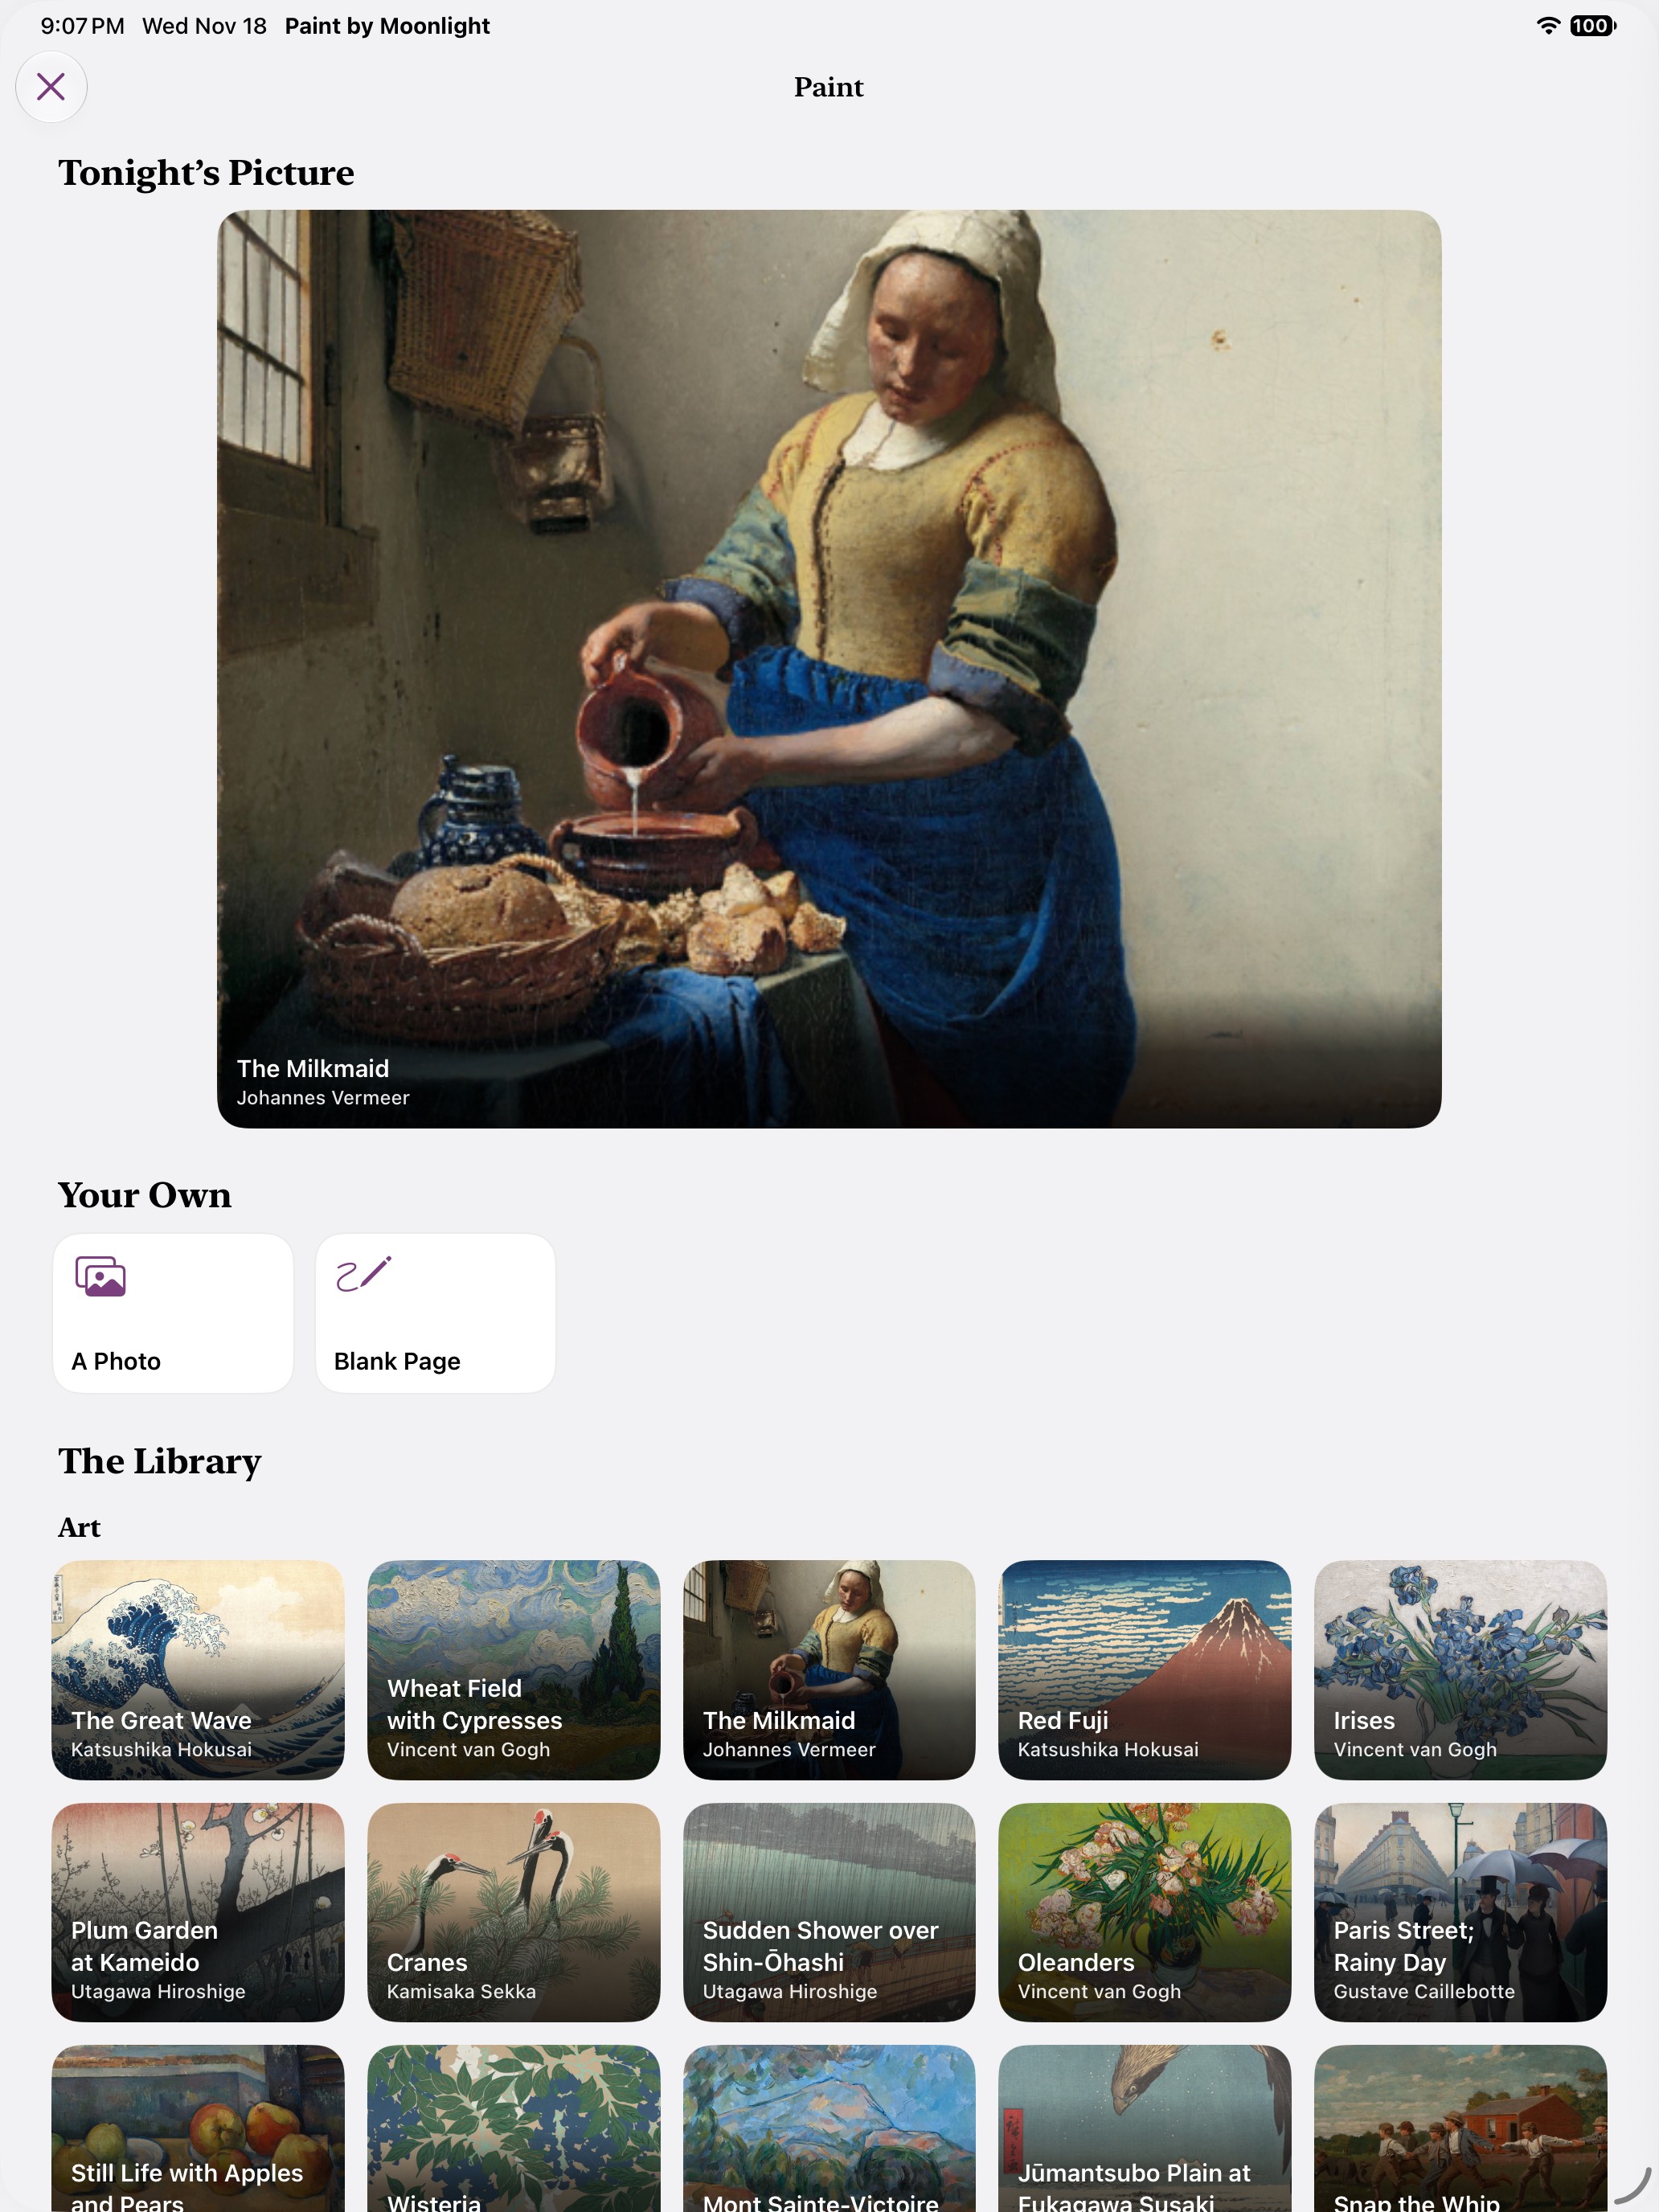 9:07 PM Wed Nov 18 Paint by Moonlight
100
Paint
Tonight’s Picture
The Milkmaid
Johannes Vermeer
Your Own
A Photo
Blank Page
The Library
Art
The Great Wave
Katsushika Hokusai
Wheat Field
with Cypresses
Vincent van Gogh
The Milkmaid
Johannes Vermeer
Red Fuji
Katsushika Hokusai
Irises
Vincent van Gogh
Plum Garden
at Kameido
Utagawa Hiroshige
Cranes
Kamisaka Sekka
Sudden Shower over
Shin-Ōhashi
Utagawa Hiroshige
Oleanders
Vincent van Gogh
Paris Street;
Rainy Day
Gustave Caillebotte
Still Life with Apples
and Pears
Wisteria
Mont Sainte-Victoire
Jūmantsubo Plain at
Fukagawa Susaki
Snap the Whip